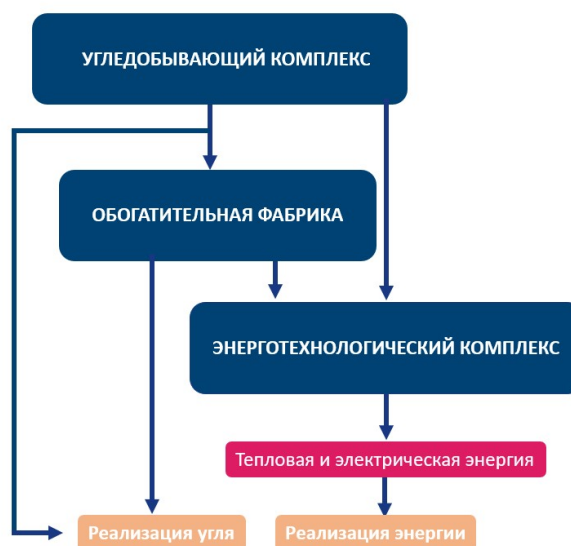 УГЛЕДОБЫВАЮЩИЙ КОМПЛЕКС
ОБОГАТИТЕЛЬНАЯ ФАБРИКА
ЭНЕРГОТЕХНОЛОГИЧЕСКИЙ КОМПЛЕКС
Тепловая и электрическая энергия
Реализация угля
Реализация энергии